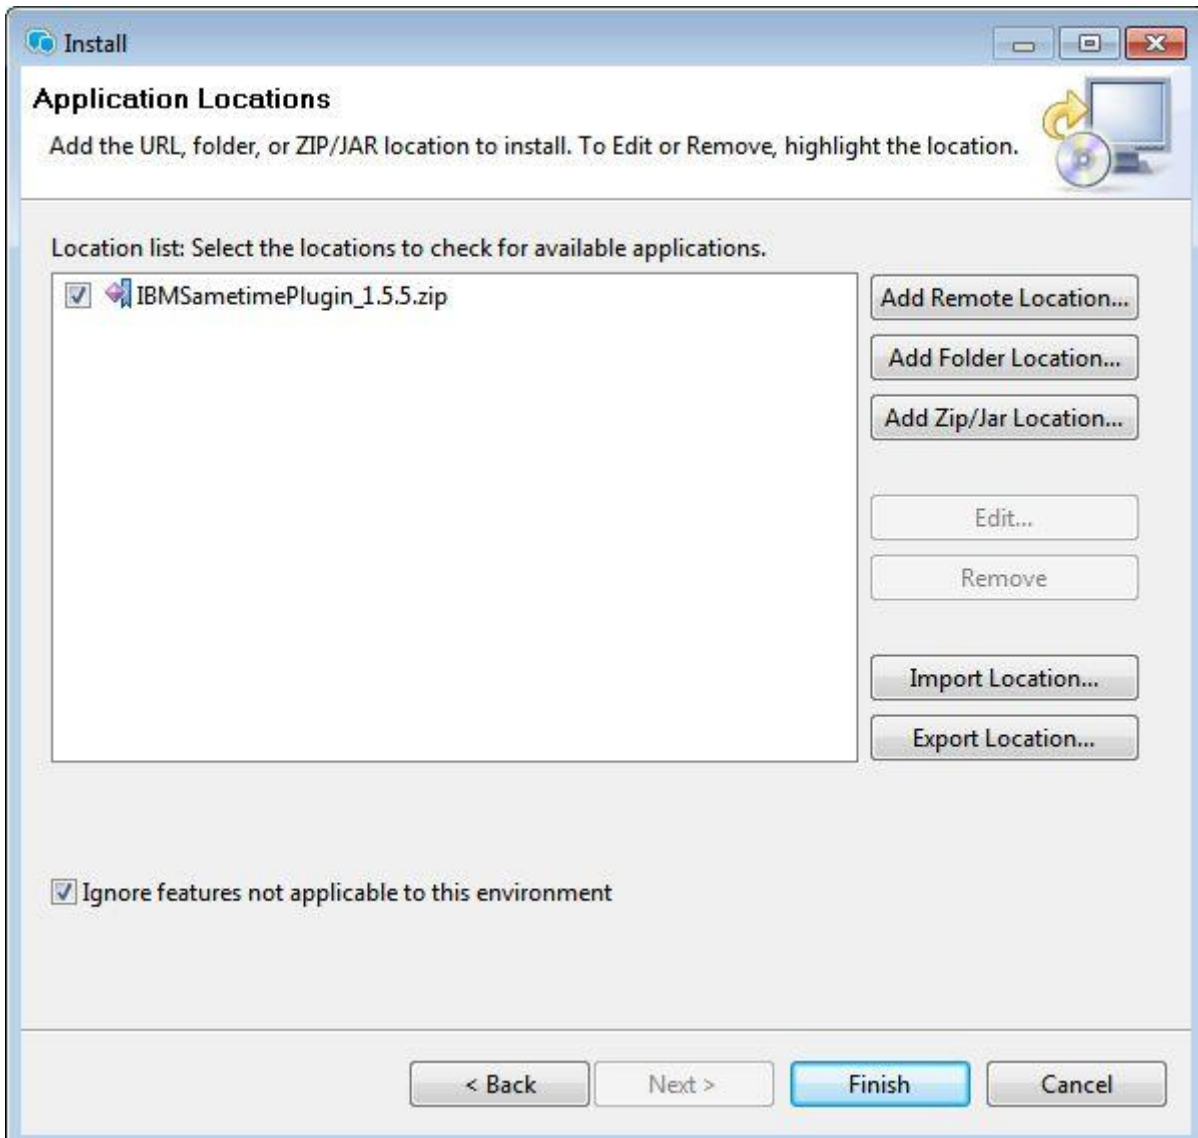 Install
Application Locations
Add the URL, folder, or ZIP/JAR location to install. To Edit or Remove, highlight the location.
Location list: Select the locations to check for available applications.
IBMSametimePlugin_1.5.5.zip
Add Remote Location...
Add Folder Location...
Add Zip/Jar Location...
Edit...
Remove
Import Location...
Export Location...
Ignore features not applicable to this environment
< Back
Next >
Finish
Cancel